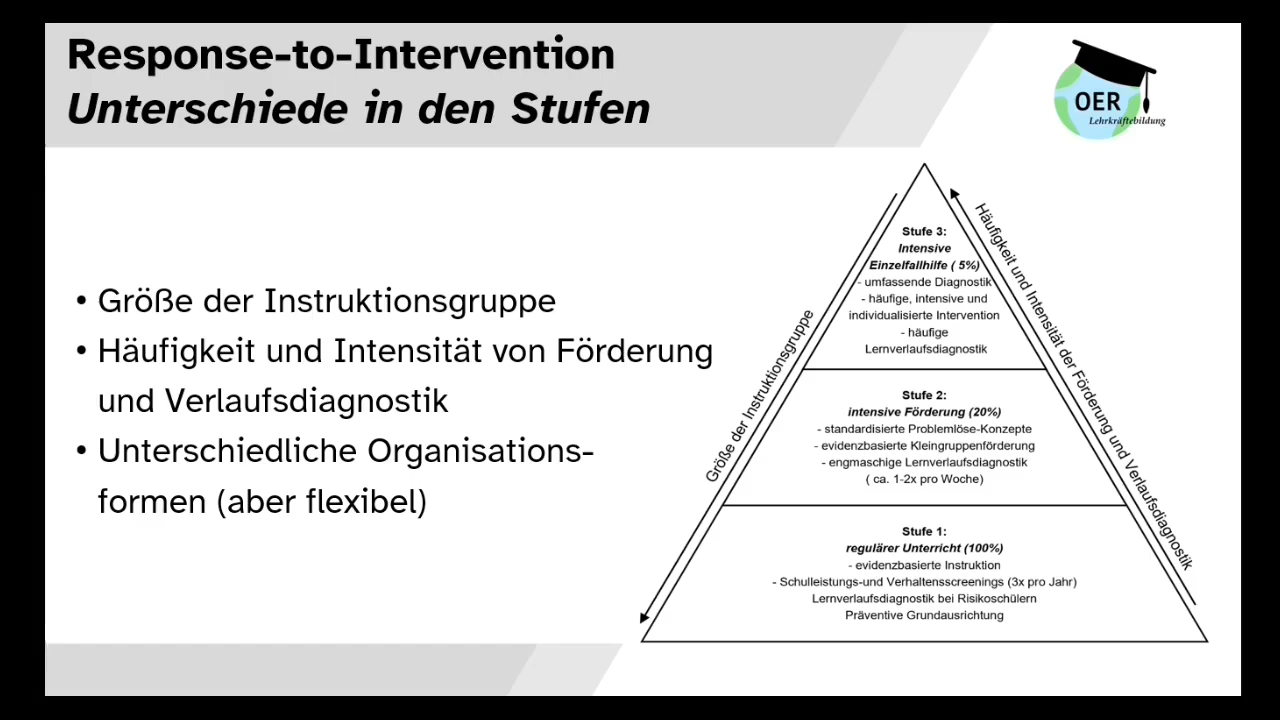 Response-to-Intervention
Unterschiede in den Stufen
OER
Lehrkräftebildung
• Größe der Instruktionsgruppe
• Häufigkeit und Intensität von Förderung
und Verlaufsdiagnostik
• Unterschiedliche Organisations-
formen (aber flexibel)
Größe der Instruktionsgruppe
Stufe 3:
Intensive
Einzelfallhilfe ( 5%)
- umfassende Diagnostik
- häufige, intensive und
individualisierte Intervention
- häufige
Lernverlaufsdiagnostik
Stufe 2:
intensive Förderung (20%)
- standardisierte Problemlöse-Konzepte
- evidenzbasierte Kleingruppenförderung
- engmaschige Lernverlaufsdiagnostik
( ca. 1-2x pro Woche)
Stufe 1:
regulärer Unterricht (100%)
- evidenzbasierte Instruktion
- Schulleistungs-und Verhaltensscreenings (3x pro Jahr)
Lernverlaufsdiagnostik bei Risikoschülern
Präventive Grundausrichtung
Häufigkeit und Intensität der Förderung und Verlaufsdiagnostik